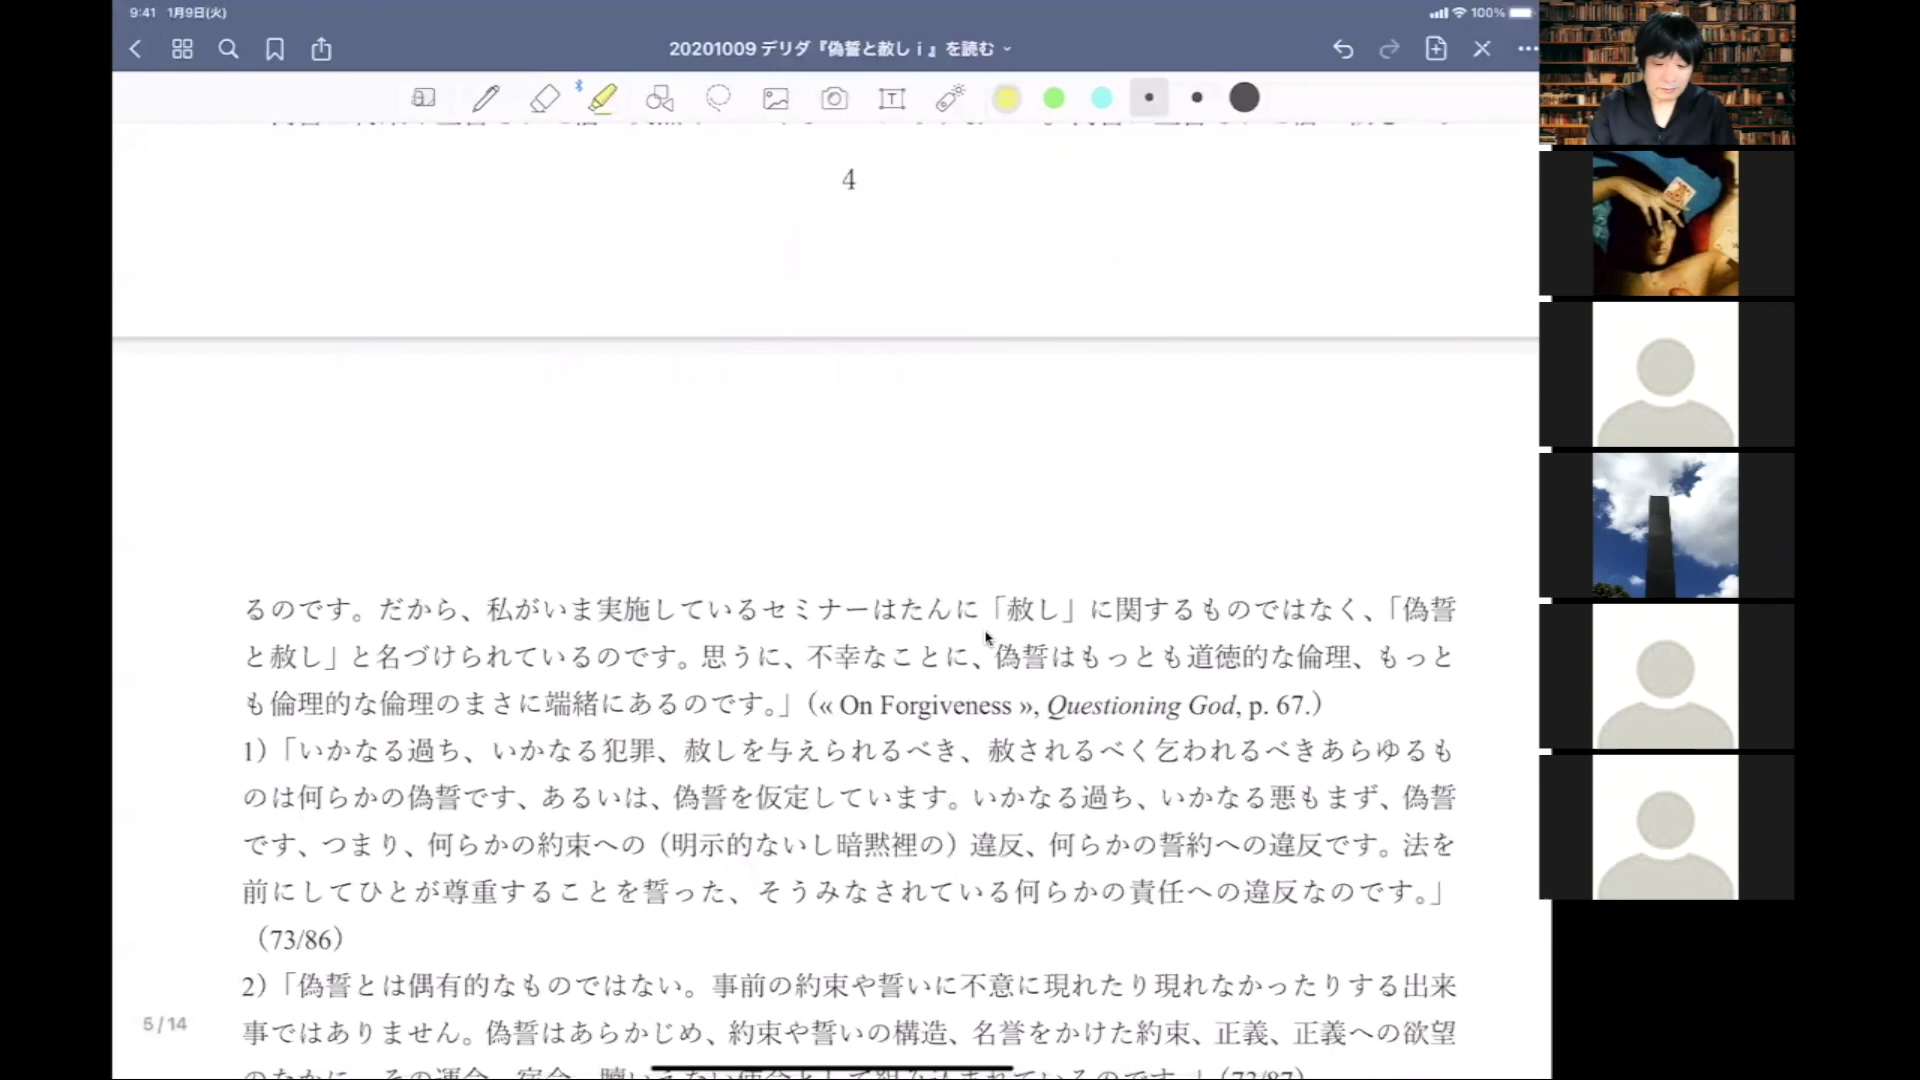 9:41 1月9日(火)
100%
20201009 デリダ『偽誓と赦しⅰ』を読む
4
るのです。だから、私がいま実施しているセミナーはたんに「赦し」に関するものではなく、「偽誓
と赦し」と名づけられているのです。思うに、不幸なことに、偽誓はもっとも道徳的な倫理、もっと
も倫理的な倫理のまさに端緒にあるのです。」（« On Forgiveness », Questioning God, p. 67.）
1）「いかなる過ち、いかなる犯罪、赦しを与えられるべき、赦されるべく乞われるべきあらゆるも
のは何らかの偽誓です、あるいは、偽誓を仮定しています。いかなる過ち、いかなる悪もまず、偽誓
です、つまり、何らかの約束への（明示的ないし暗黙裡の）違反、何らかの誓約への違反です。法を
前にしてひとが尊重することを誓った、そうみなされている何らかの責任への違反なのです。」
（73/86）
2）「偽誓とは偶有的なものではない。事前の約束や誓いに不意に現れたり現れなかったりする出来
5 / 14
事ではありません。偽誓はあらかじめ、約束や誓いの構造、名誉をかけた約束、正義、正義への欲望